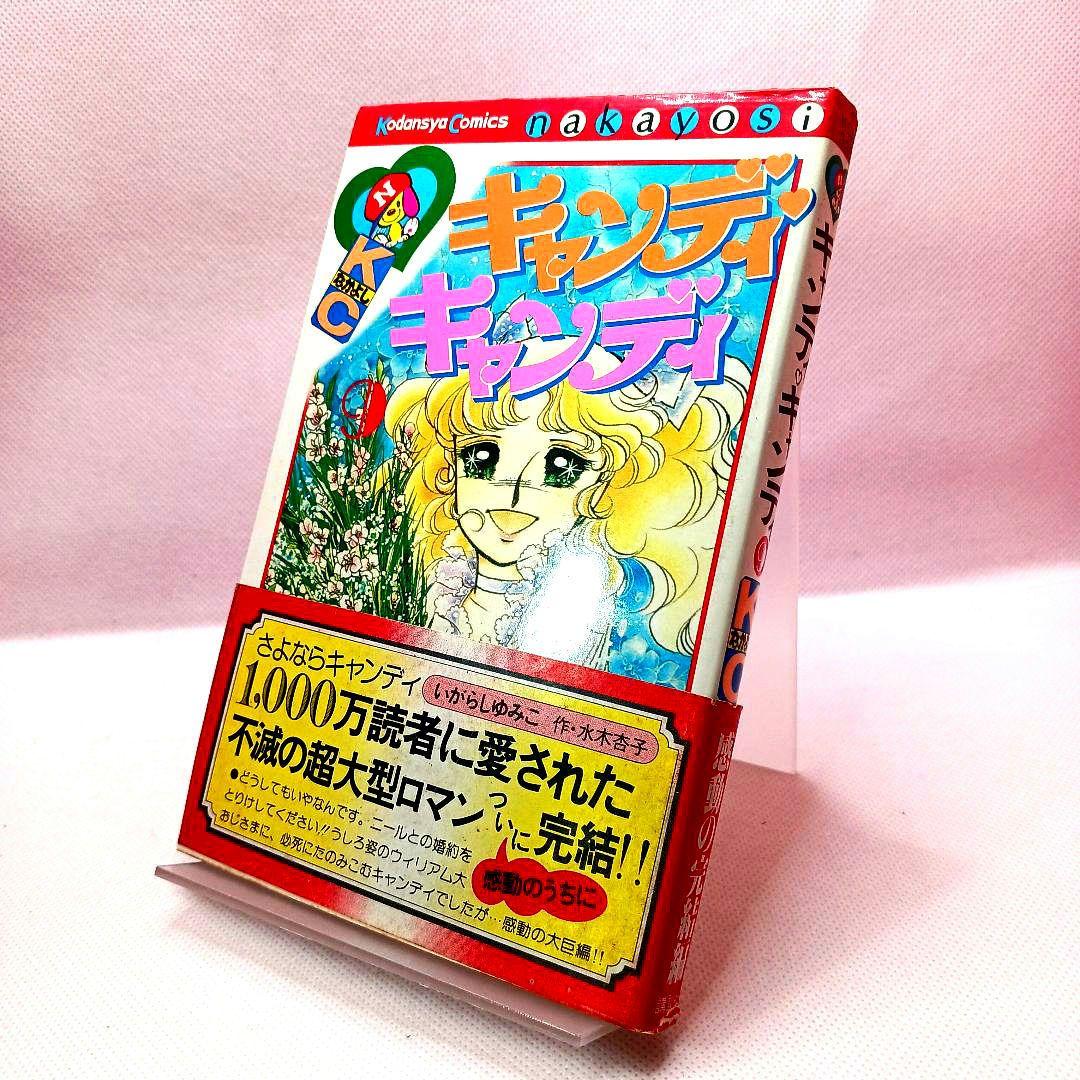 Kodansya Comics nakayosi
N
K
なかよし
C
キャンディ
キャンディ
9
さよならキャンディ
いがらしゆみこ 作・水木杏子
1,000万読者に愛された
不滅の超大型ロマンついに完結!!
感動のうちに
●どうしてもいやなんです。ニールとの婚約を
とりけしてください!!うしろ姿のウィリアム大
おじさまに、必死にたのみこむキャンディでしたが…感動の大巨編!!
キャンディ♡キャンディ
9
K
なかよし
C
感動の完結編